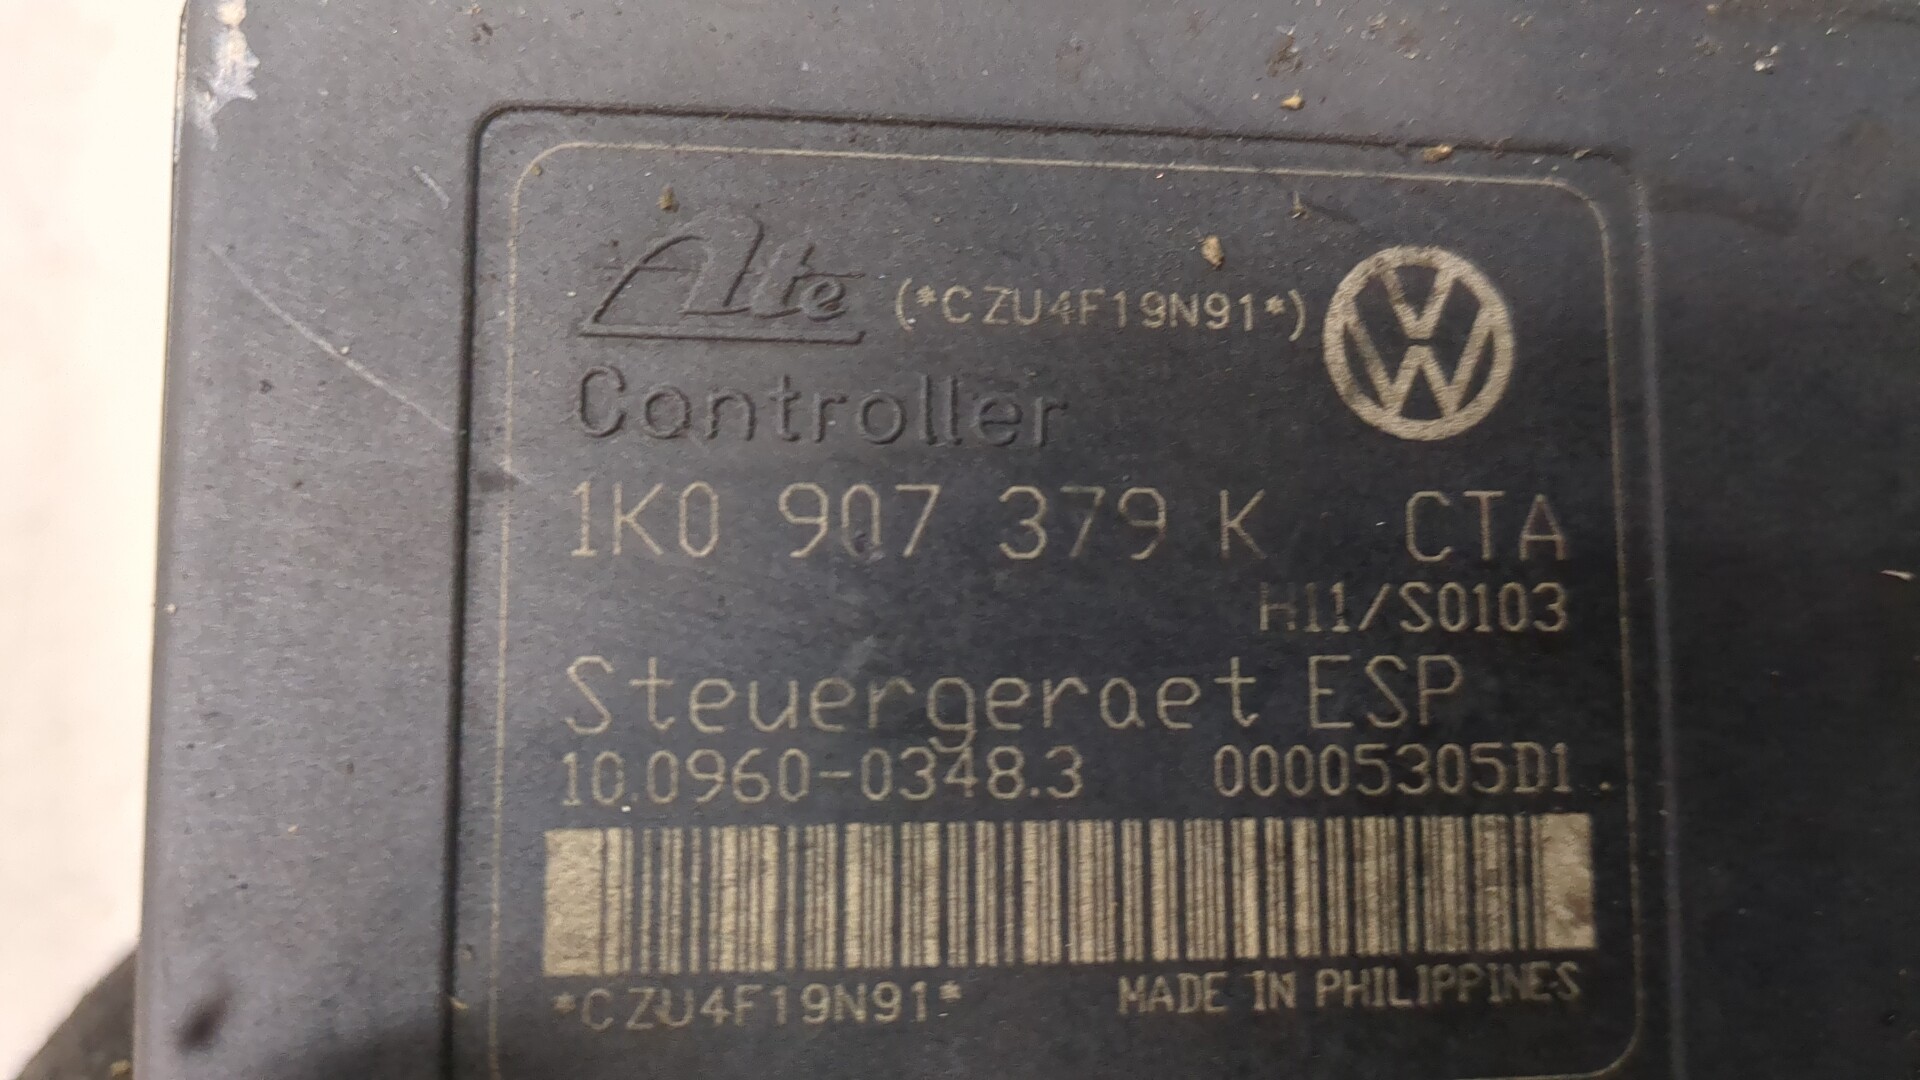 Ate (*CZU4F19N91*)
Controller
1K0 907 379 K CTA
H11/S0103
Steuergeraet ESP
10.0960-0348.3 00005305D1
*CZU4F19N91* MADE IN PHILIPPINES